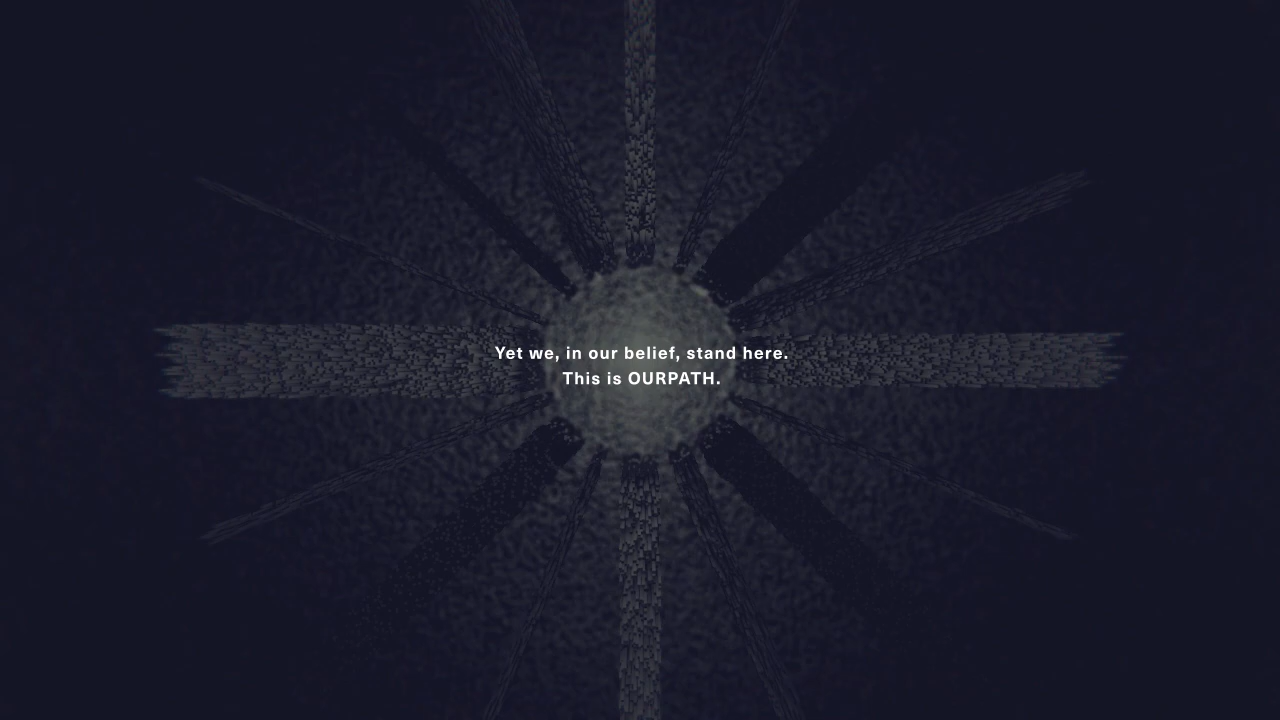 Yet we, in our belief, stand here.
This is OURPATH.